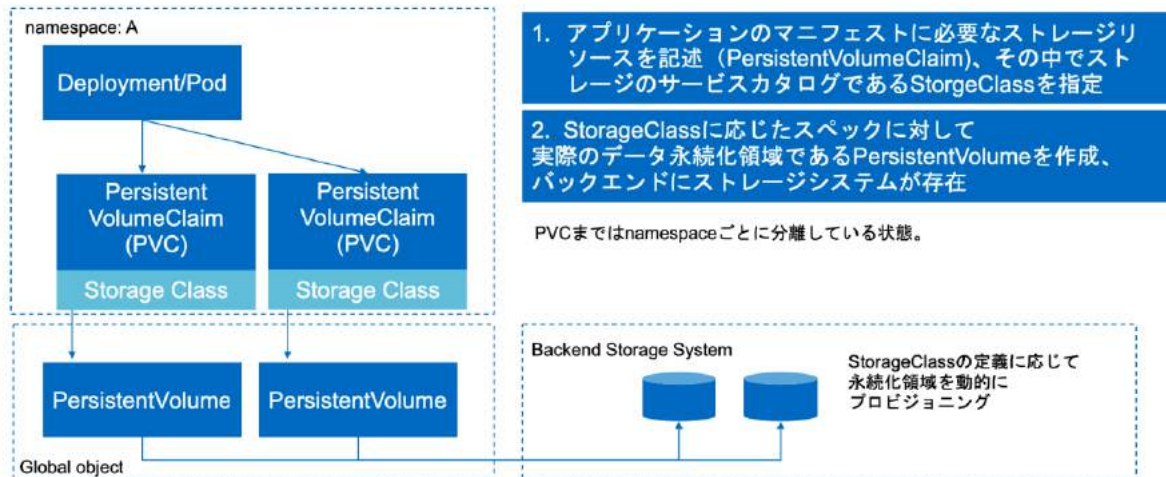 namespace: A
Deployment/Pod
Persistent
VolumeClaim
(PVC)
Storage Class
Persistent
VolumeClaim
(PVC)
Storage Class
PersistentVolume
PersistentVolume
Global object
1. アプリケーションのマニフェストに必要なストレージリ
ソースを記述（PersistentVolumeClaim)、その中でスト
レージのサービスカタログであるStorgeClassを指定
2. StorageClassに応じたスペックに対して
実際のデータ永続化領域であるPersistentVolumeを作成、
バックエンドにストレージシステムが存在
PVCまではnamespaceごとに分離している状態。
Backend Storage System
StorageClassの定義に応じて
永続化領域を動的に
プロビジョニング